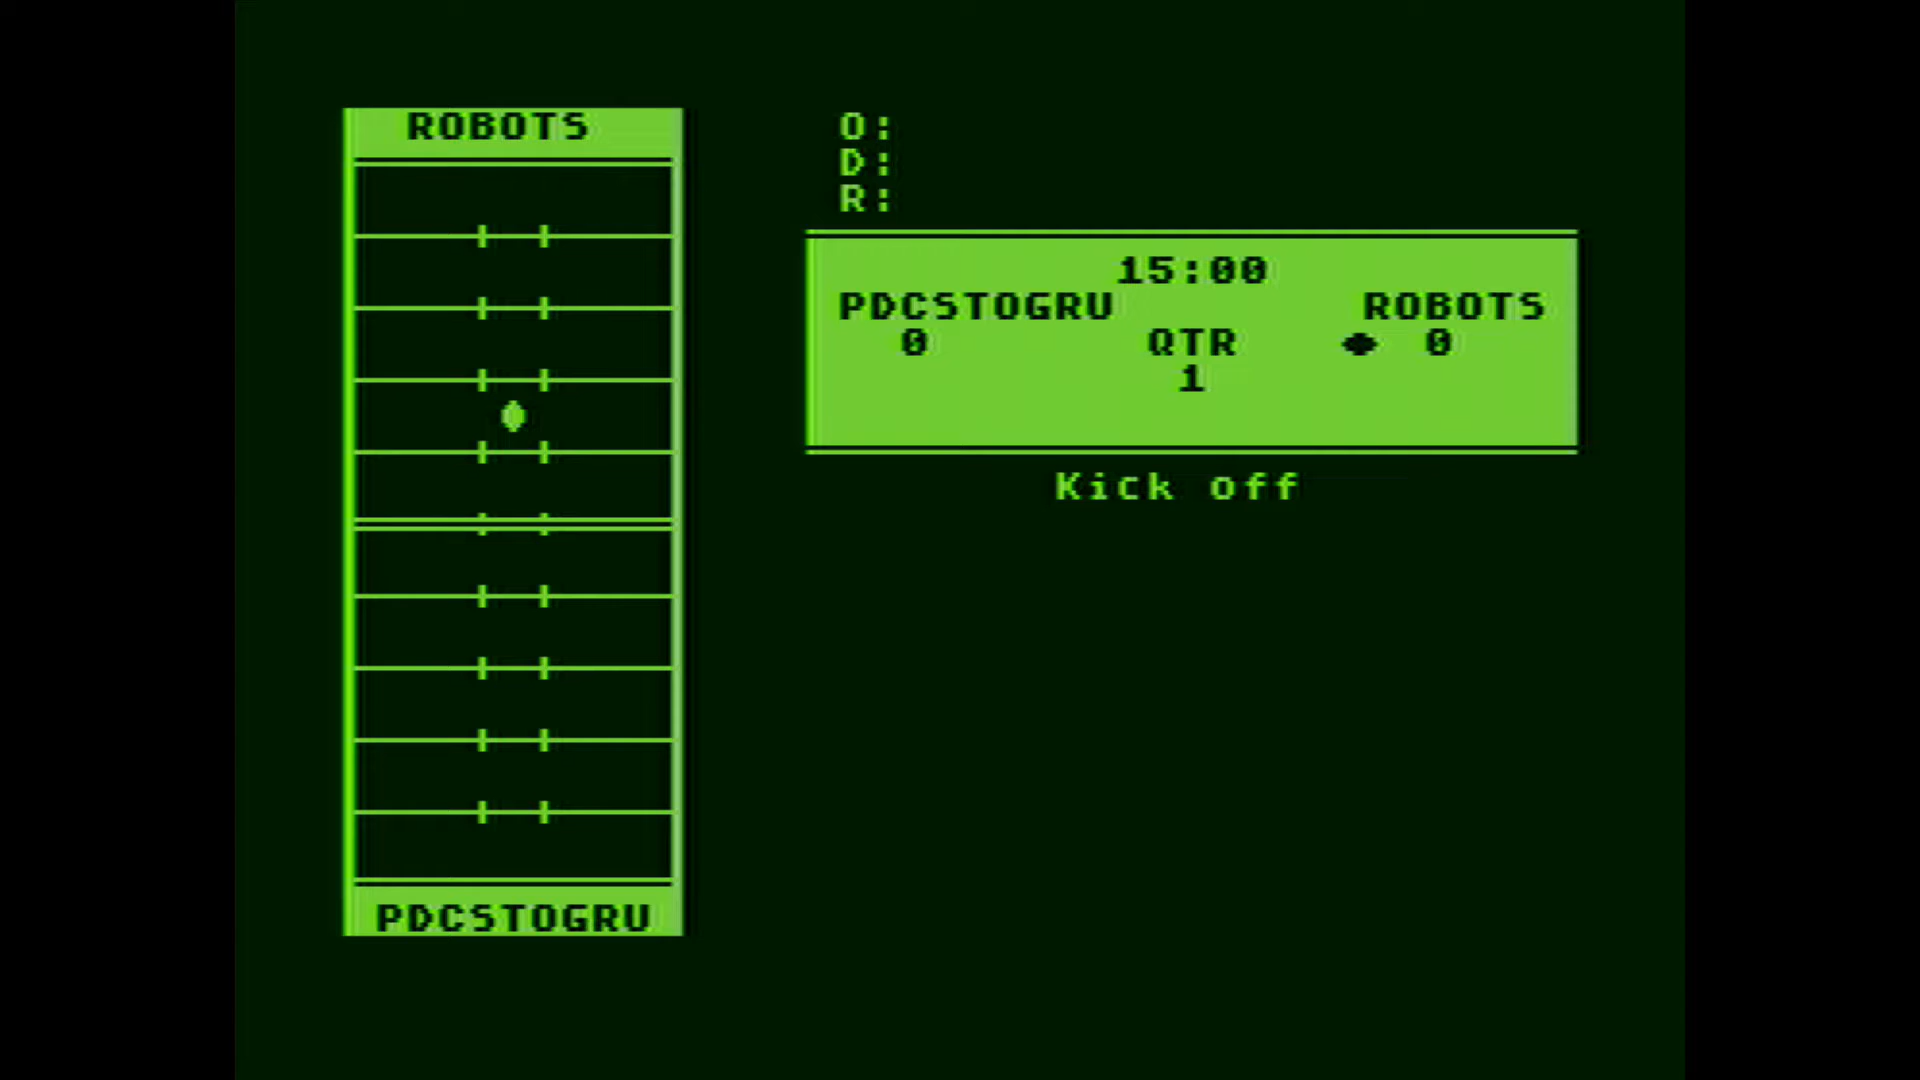 ROBOTS
PDCSTOGRU
O:
D:
R:
15:00
PDCSTOGRU ROBOTS
0 QTR 0
1
Kick off